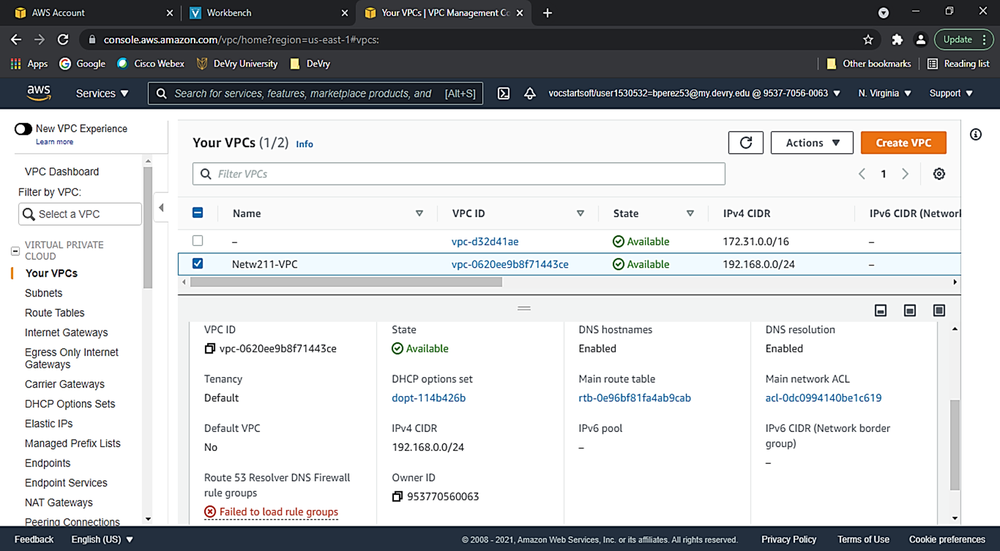 AWS Account
Workbench
Your VPCs | VPC Management Co
console.aws.amazon.com/vpc/home?region=us-east-1#vpcs:
Update
Apps
Google
Cisco Webex
DeVry University
DeVry
Other bookmarks
Reading list
aws
Services
Search for services, features, marketplace products, and
[Alt+S]
vocstartsoft/user1530532=bperez53@my.devry.edu @ 9537-7056-0063
N. Virginia
Support
New VPC Experience
Learn more
VPC Dashboard
Filter by VPC:
Select a VPC
VIRTUAL PRIVATE
CLOUD
Your VPCs
Subnets
Route Tables
Internet Gateways
Egress Only Internet
Gateways
Carrier Gateways
DHCP Options Sets
Elastic IPs
Managed Prefix Lists
Endpoints
Endpoint Services
NAT Gateways
Peering Connections
Your VPCs (1/2) Info
Actions
Create VPC
Filter VPCs
1
Name VPC ID State IPv4 CIDR IPv6 CIDR (Networl
– vpc-d32d41ae Available 172.31.0.0/16 –
Netw211-VPC vpc-0620ee9b8f71443ce Available 192.168.0.0/24 –
VPC ID
vpc-0620ee9b8f71443ce
State
Available
DNS hostnames
Enabled
DNS resolution
Enabled
Tenancy
Default
DHCP options set
dopt-114b426b
Main route table
rtb-0e96bf81fa4ab9cab
Main network ACL
acl-0dc0994140be1c619
Default VPC
No
IPv4 CIDR
192.168.0.0/24
IPv6 pool
–
IPv6 CIDR (Network border
group)
–
Route 53 Resolver DNS Firewall
rule groups
Failed to load rule groups
Owner ID
953770560063
Feedback
English (US)
© 2008 - 2021, Amazon Web Services, Inc. or its affiliates. All rights reserved.
Privacy Policy
Terms of Use
Cookie preferences